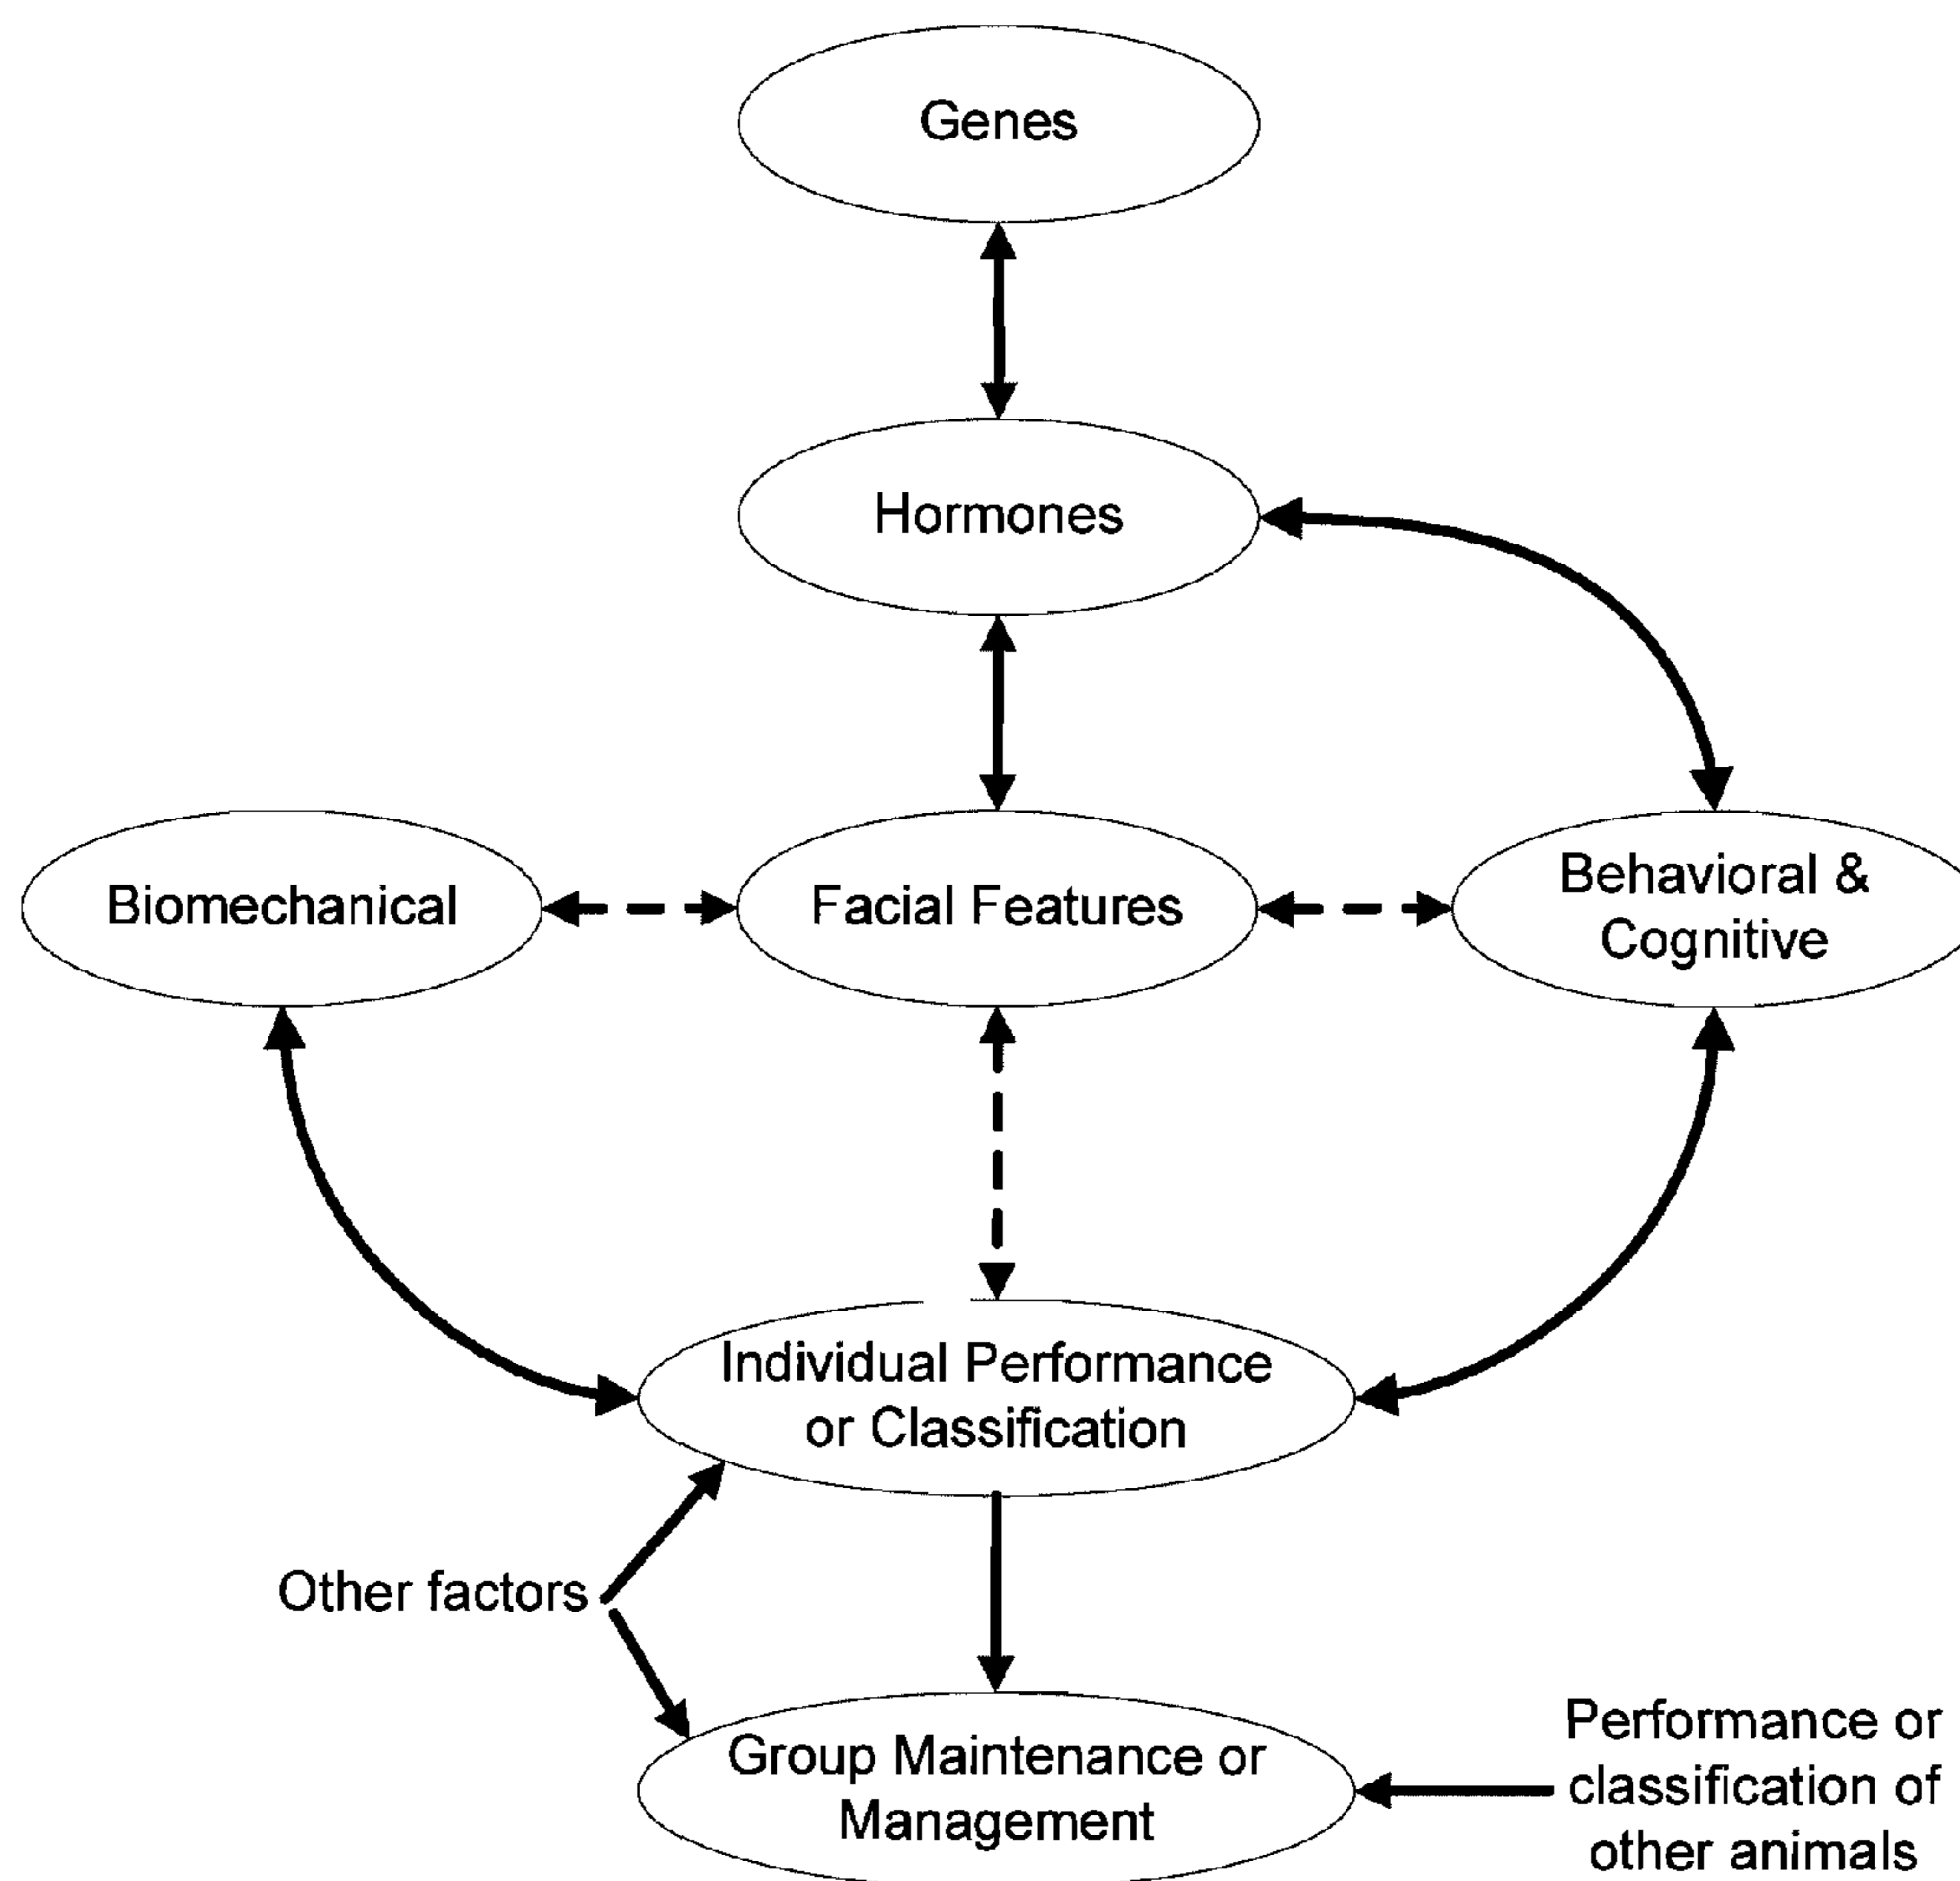 Genes
Hormones
Biomechanical
Facial Features
Behavioral &
Cognitive
Individual Performance
or Classification
Other factors
Group Maintenance or
Management
Performance or
classification of
other animals